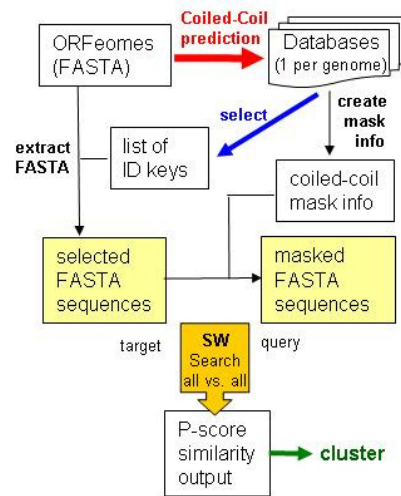 ORFeomes
(FASTA)
Coiled-Coil
prediction
Databases
(1 per genome)
select
create
mask
info
extract
FASTA
list of
ID keys
coiled-coil
mask info
selected
FASTA
sequences
masked
FASTA
sequences
target
SW
Search
all vs. all
query
P-score
similarity
output
cluster